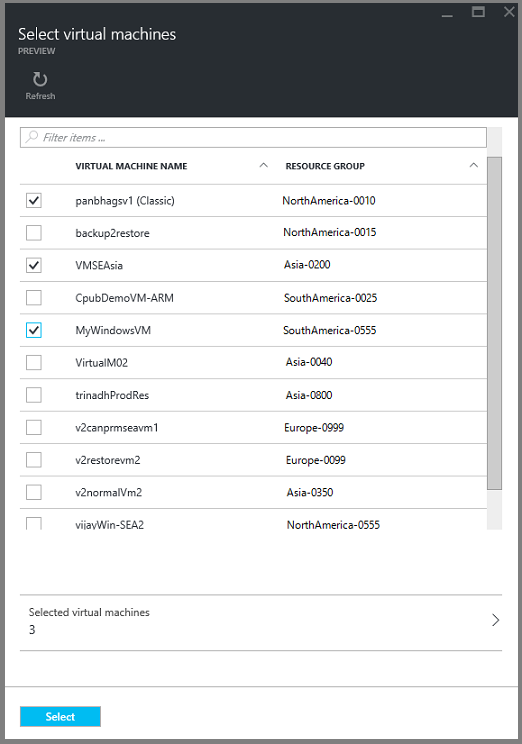 Select virtual machines
PREVIEW
Refresh
Filter items ...
VIRTUAL MACHINE NAME RESOURCE GROUP
panbhagsv1 (Classic) NorthAmerica-0010
backup2restore NorthAmerica-0015
VMSEAsia Asia-0200
CpubDemoVM-ARM SouthAmerica-0025
MyWindowsVM SouthAmerica-0555
VirtualM02 Asia-0040
trinadhProdRes Asia-0800
v2canprmseavm1 Europe-0999
v2restorevm2 Europe-0099
v2normalVm2 Asia-0350
vijayWin-SEA2 NorthAmerica-0555
Selected virtual machines
3
Select